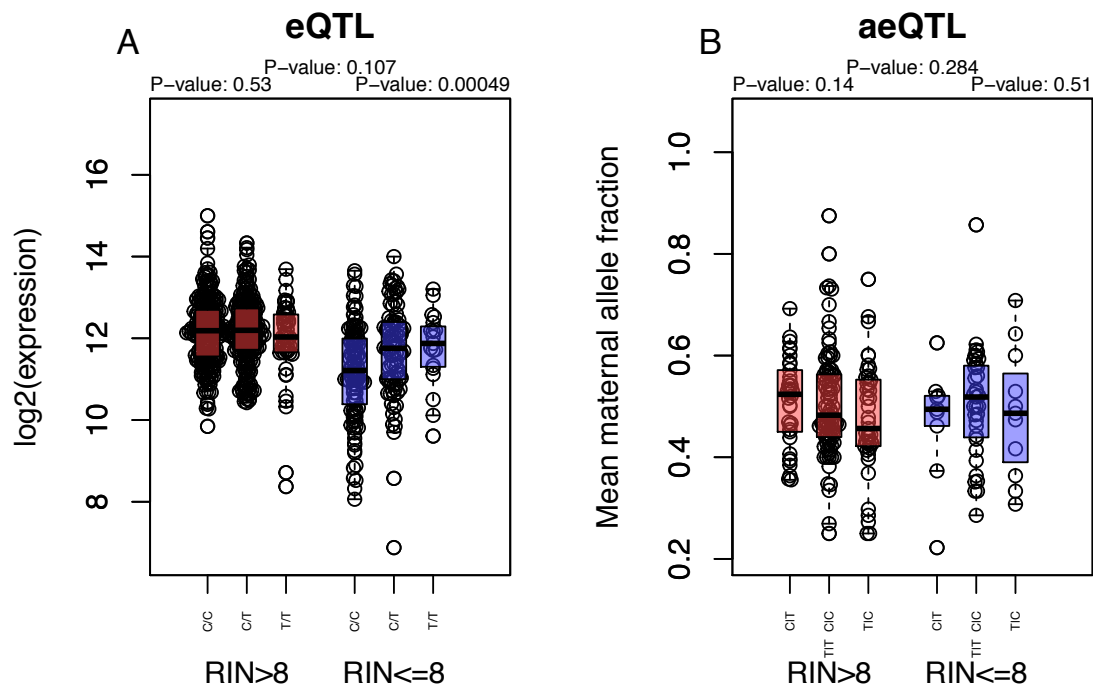 A
eQTL
P−value: 0.107
P−value: 0.53
P−value: 0.00049
log2(expression)
16
14
12
10
8
C/C
C/T
T/T
C/C
C/T
T/T
RIN>8
RIN<=8
B
aeQTL
P−value: 0.284
P−value: 0.14
P−value: 0.51
Mean maternal allele fraction
1.0
0.8
0.6
0.4
0.2
C|T
T|T C|C
T|C
C|T
T|T C|C
T|C
RIN>8
RIN<=8